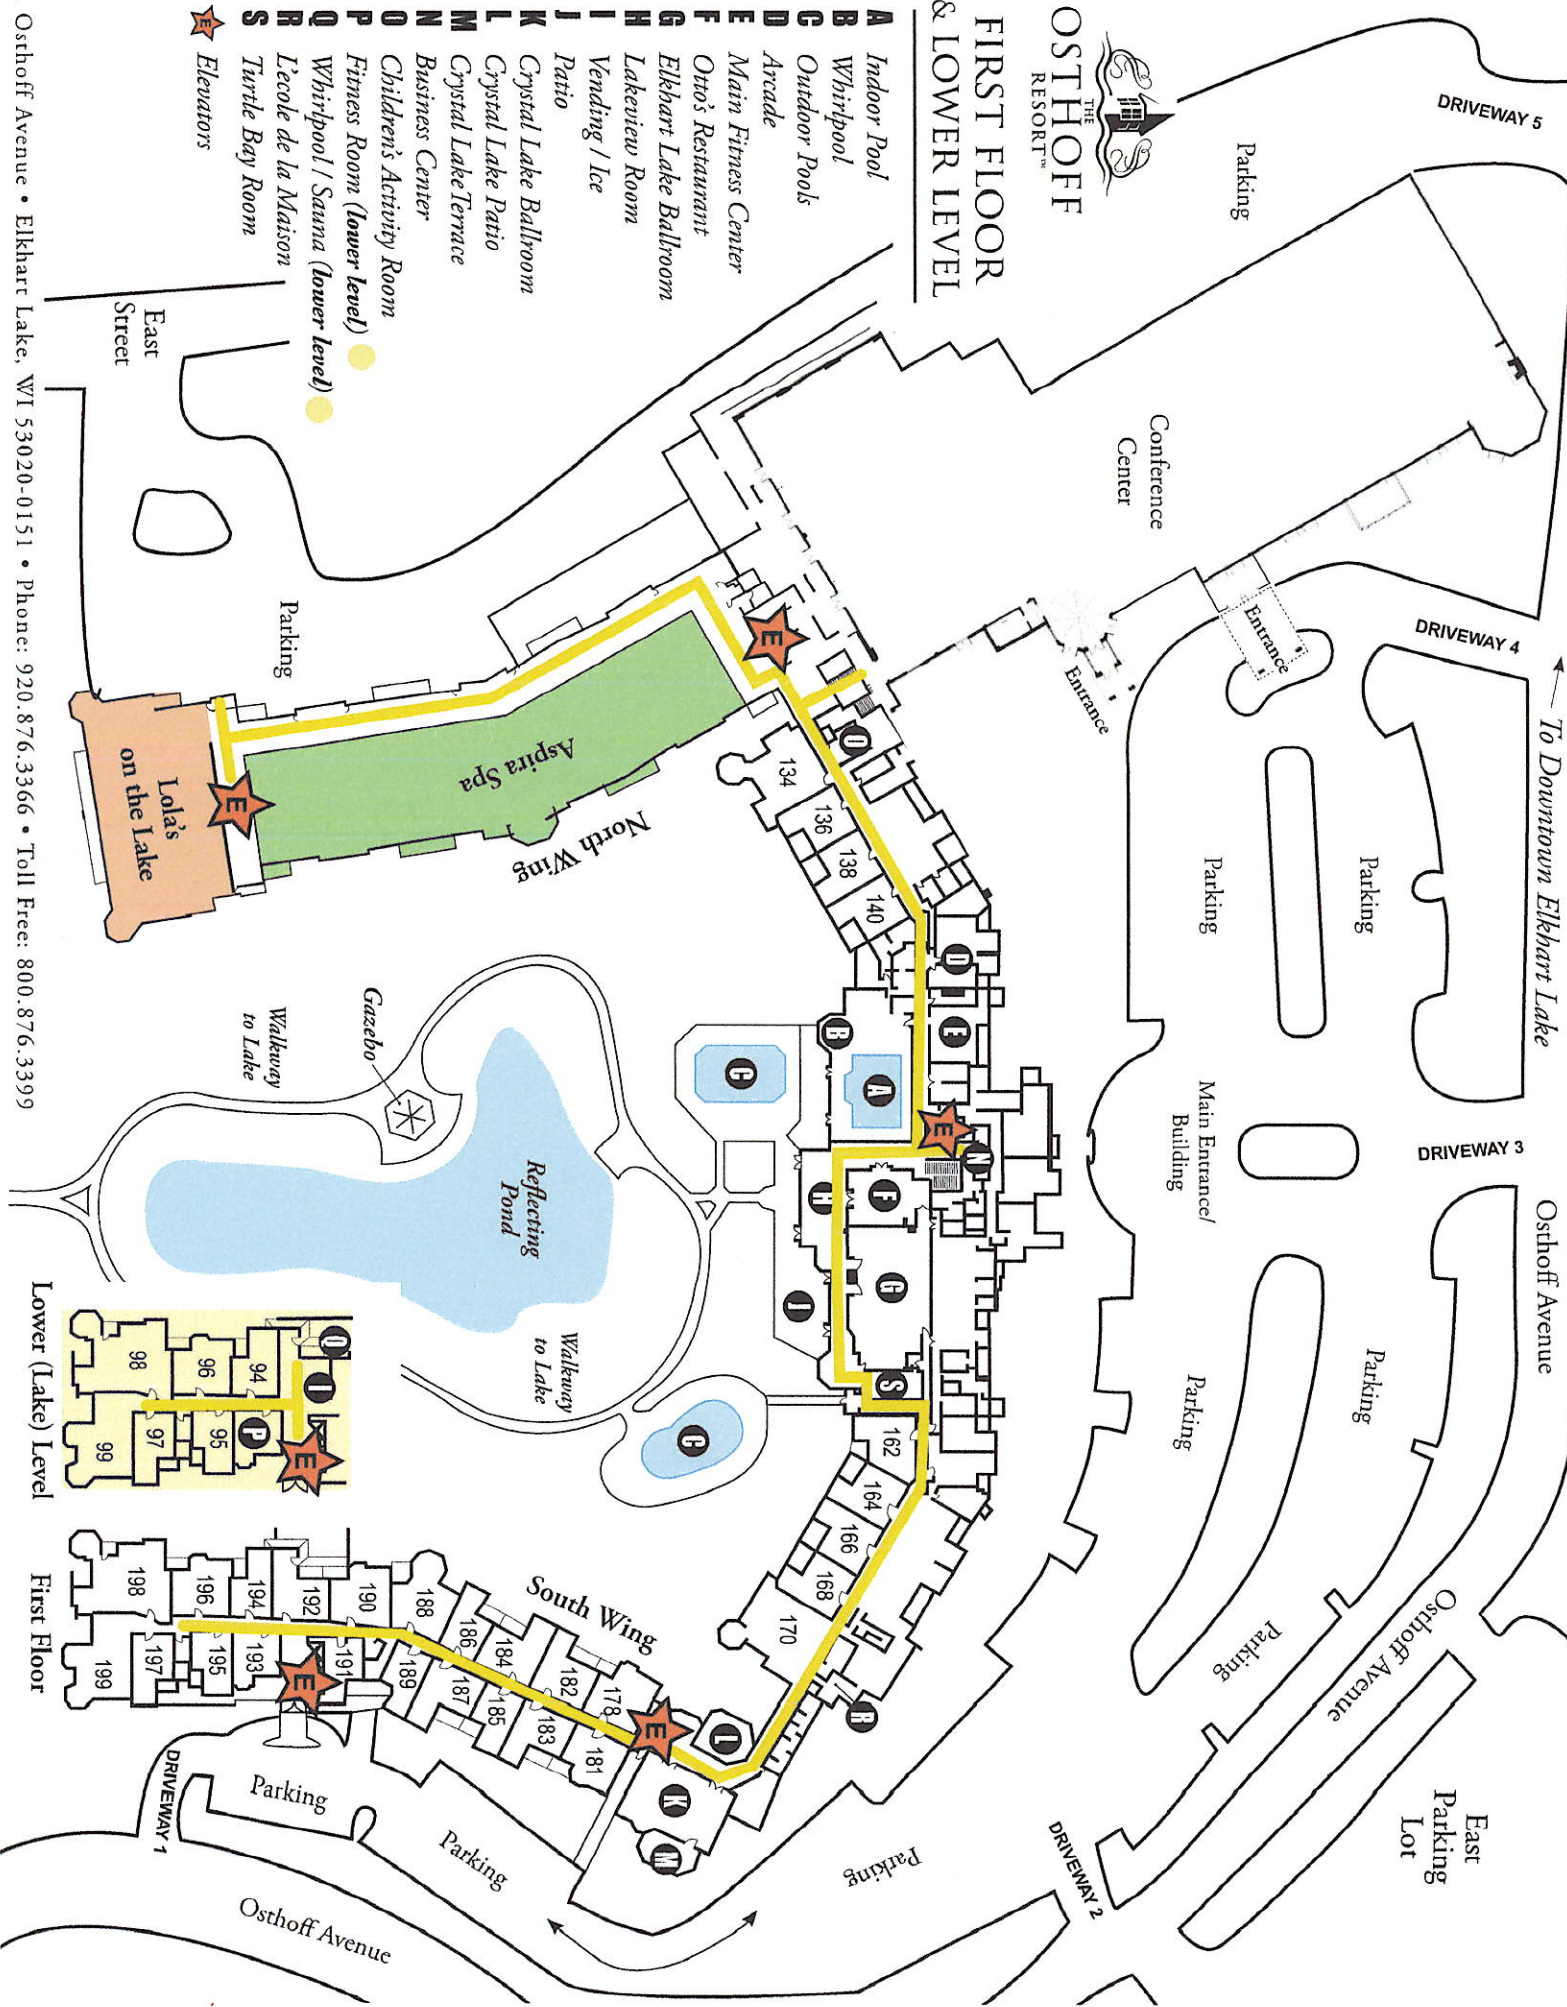 THE
OSTHOFF
RESORT™
FIRST FLOOR
& LOWER LEVEL
A Indoor Pool
B Whirlpool
C Outdoor Pools
D Arcade
E Main Fitness Center
F Otto's Restaurant
G Elkhart Lake Ballroom
H Lakeview Room
I Vending / Ice
J Patio
K Crystal Lake Ballroom
L Crystal Lake Patio
M Crystal Lake Terrace
N Business Center
O Children's Activity Room
P Fitness Room (lower level)
Q Whirlpool / Sauna (lower level)
R L'ecole de la Maison
S Turtle Bay Room
E Elevators
DRIVEWAY 5
Parking
Conference
Center
Entrance
Entrance
DRIVEWAY 4
To Downtown Elkhart Lake
Parking
Parking
Main Entrance/
Building
DRIVEWAY 3
Osthoff Avenue
Parking
Parking
Parking
Osthoff Avenue
East
Parking
Lot
DRIVEWAY 2
Parking
East
Street
Parking
Lola's
on the Lake
E
Aspira Spa
North Wing
E
O
134
136
138
140
D
E
B
A
C
E
N
F
H
G
J
S
C
162
164
166
168
170
R
L
K
M
E
Gazebo
Walkway
to Lake
Reflecting
Pond
Walkway
to Lake
South Wing
178
181
182
183
184
185
186
187
188
189
190
191
192
193
194
195
196
197
198
199
E
First Floor
Q
I
94
P
E
96
95
98
97
99
Lower (Lake) Level
DRIVEWAY 1
Parking
Parking
Osthoff Avenue
Osthoff Avenue • Elkhart Lake, WI 53020-0151 • Phone: 920.876.3366 • Toll Free: 800.876.3399